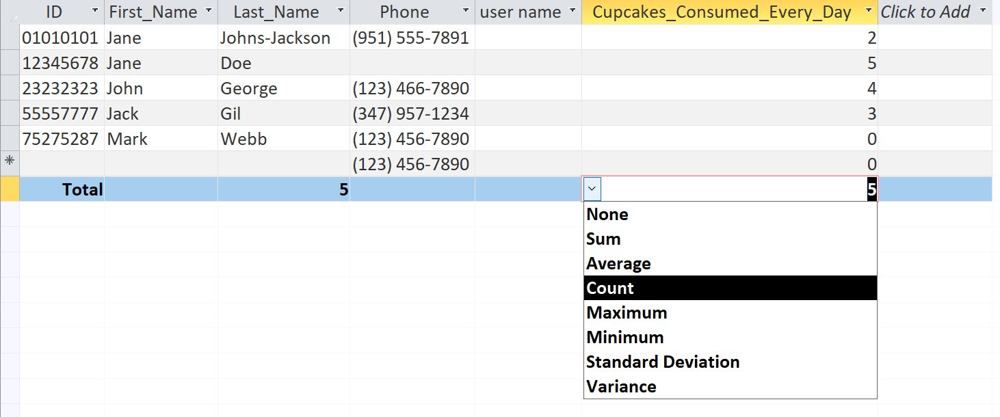 ID First_Name Last_Name Phone user name Cupcakes_Consumed_Every_Day Click to Add
01010101 Jane Johns-Jackson (951) 555-7891 2
12345678 Jane Doe 5
23232323 John George (123) 466-7890 4
55557777 Jack Gil (347) 957-1234 3
75275287 Mark Webb (123) 456-7890 0
(123) 456-7890 0
Total 5 5
None
Sum
Average
Count
Maximum
Minimum
Standard Deviation
Variance